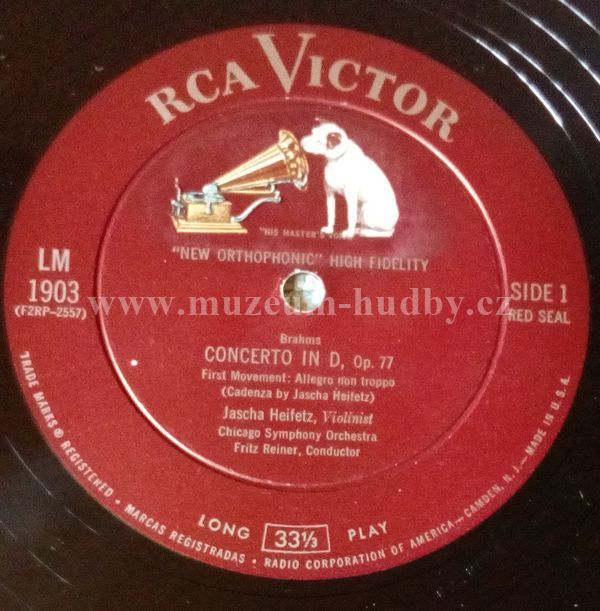 RCA VICTOR
"HIS MASTER'S VOICE"
"NEW ORTHOPHONIC" HIGH FIDELITY
LM
1903
(F2RP-2557)
SIDE 1
RED SEAL
www.muzeum-hudby.cz
Brahms
CONCERTO IN D, Op. 77
First Movement: Allegro non troppo
(Cadenza by Jascha Heifetz)
Jascha Heifetz, Violinist
Chicago Symphony Orchestra
Fritz Reiner, Conductor
LONG 33⅓ PLAY
TRADE MARKS ® REGISTERED • MARCAS REGISTRADAS • RADIO CORPORATION OF AMERICA—CAMDEN, N. J.—MADE IN U.S.A.